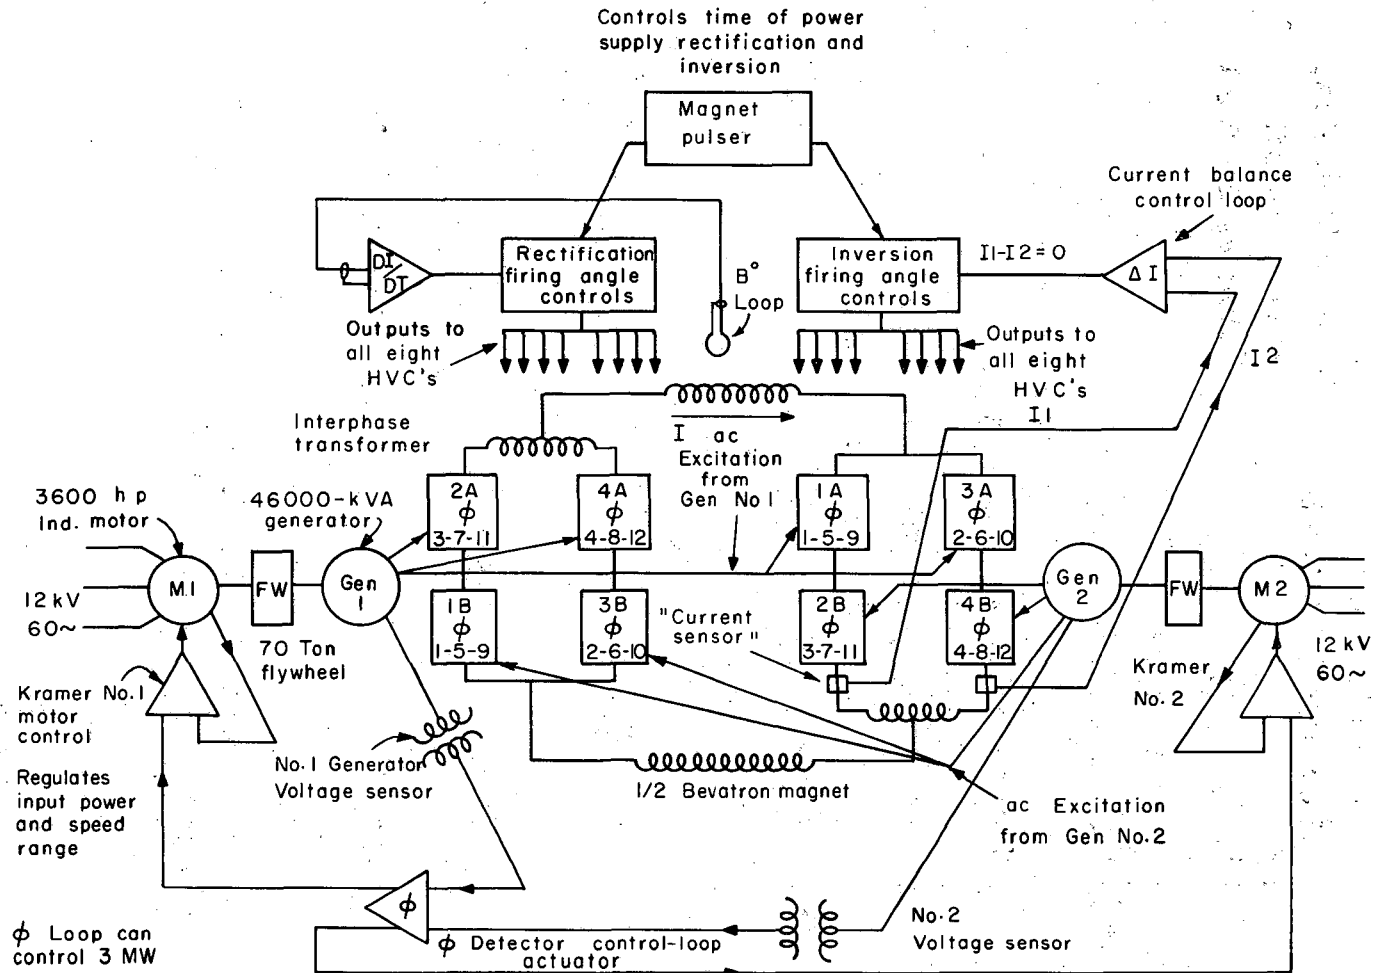 Controls time of power
supply rectification and
inversion
Magnet
pulser
Current balance
control loop
DI
/
DT
Rectification
firing angle
controls
B°
Loop
Inversion
firing angle
controls
I1-I2=0
Δ I
Outputs to
all eight
HVC's
Outputs to
all eight
HVC's
I2
I1
Interphase
transformer
I ac
Excitation
from
Gen No.1
3600 hp
Ind. motor
46000-kVA
generator
2A
ϕ
3-7-11
4A
ϕ
4-8-12
1A
ϕ
1-5-9
3A
ϕ
2-6-10
M.1
FW
Gen
1
Gen
2
FW
M2
12 kV
60~
1B
ϕ
1-5-9
3B
ϕ
2-6-10
"Current
sensor"
2B
ϕ
3-7-11
4B
ϕ
4-8-12
12 kV
60~
70 Ton
flywheel
Kramer No.1
motor
control
Kramer
No.2
No.1 Generator
Voltage sensor
1/2 Bevatron magnet
Regulates
input power
and speed
range
ac Excitation
from Gen No.2
ϕ
ϕ Loop can
control 3 MW
ϕ Detector control-loop
actuator
No.2
Voltage sensor